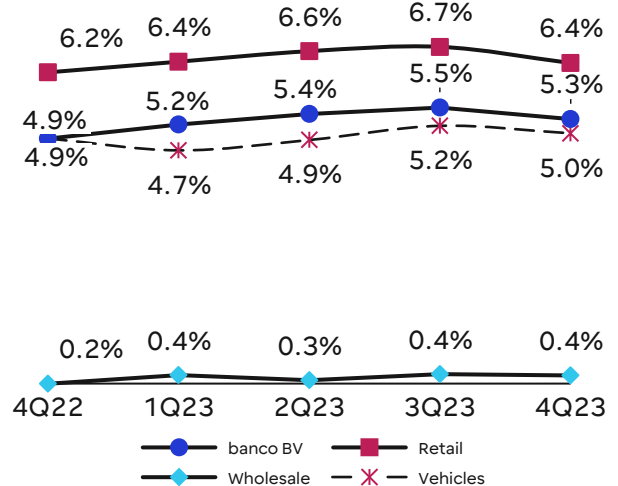 6.2% 6.4% 6.6% 6.7% 6.4%
4.9% 5.2% 5.4% 5.5% 5.3%
4.9% 4.7% 4.9% 5.2% 5.0%
0.2% 0.4% 0.3% 0.4% 0.4%
4Q22 1Q23 2Q23 3Q23 4Q23
banco BV Retail
Wholesale Vehicles